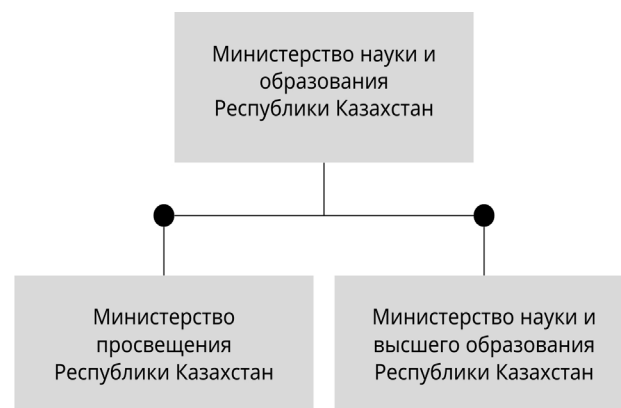 Министерство науки и
образования
Республики Казахстан
Министерство
просвещения
Республики Казахстан
Министерство науки и
высшего образования
Республики Казахстан